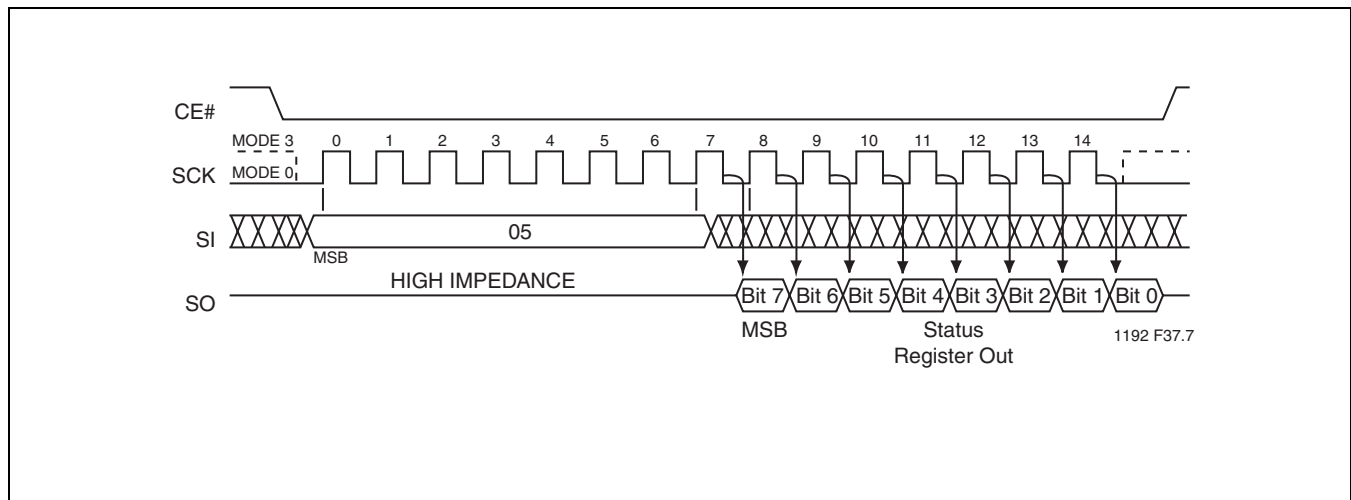 CE#
MODE 3 0 1 2 3 4 5 6 7 8 9 10 11 12 13 14
SCK MODE 0
SI 05
MSB
HIGH IMPEDANCE
SO Bit 7 Bit 6 Bit 5 Bit 4 Bit 3 Bit 2 Bit 1 Bit 0
MSB Status
Register Out
1192 F37.7